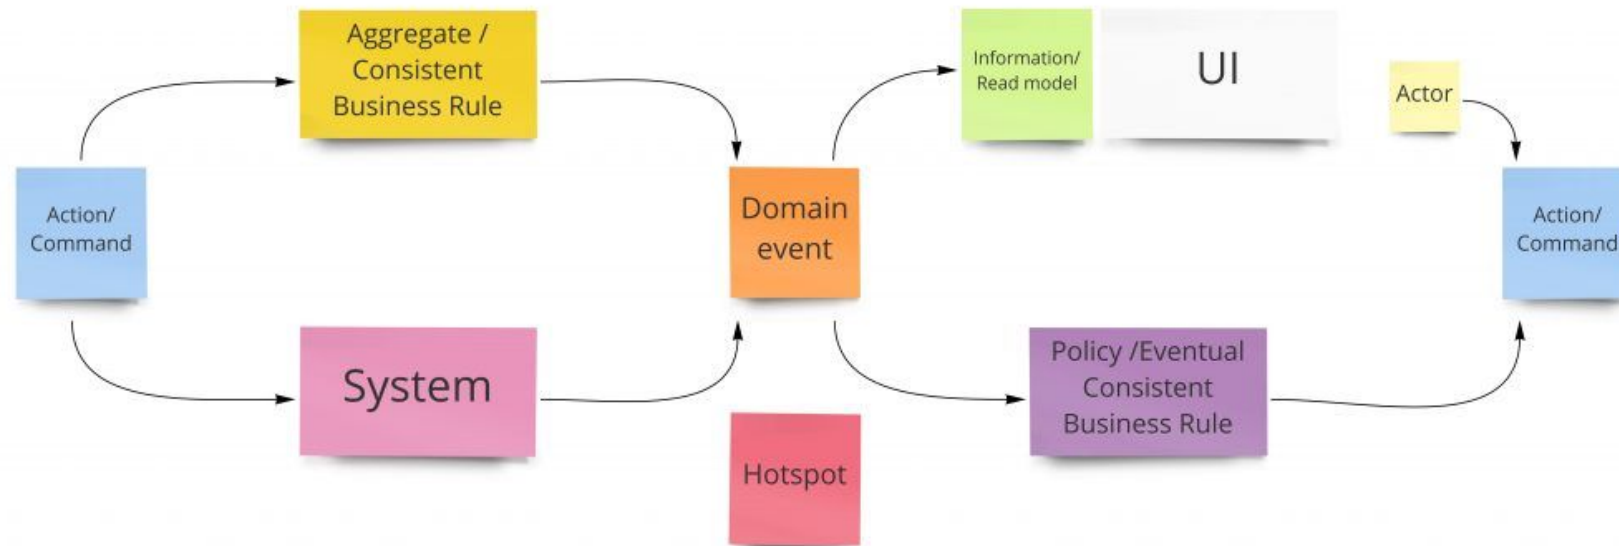 Aggregate /
Consistent
Business Rule
Information/
Read model
UI
Actor
Action/
Command
Domain
event
Action/
Command
System
Policy /Eventual
Consistent
Business Rule
Hotspot